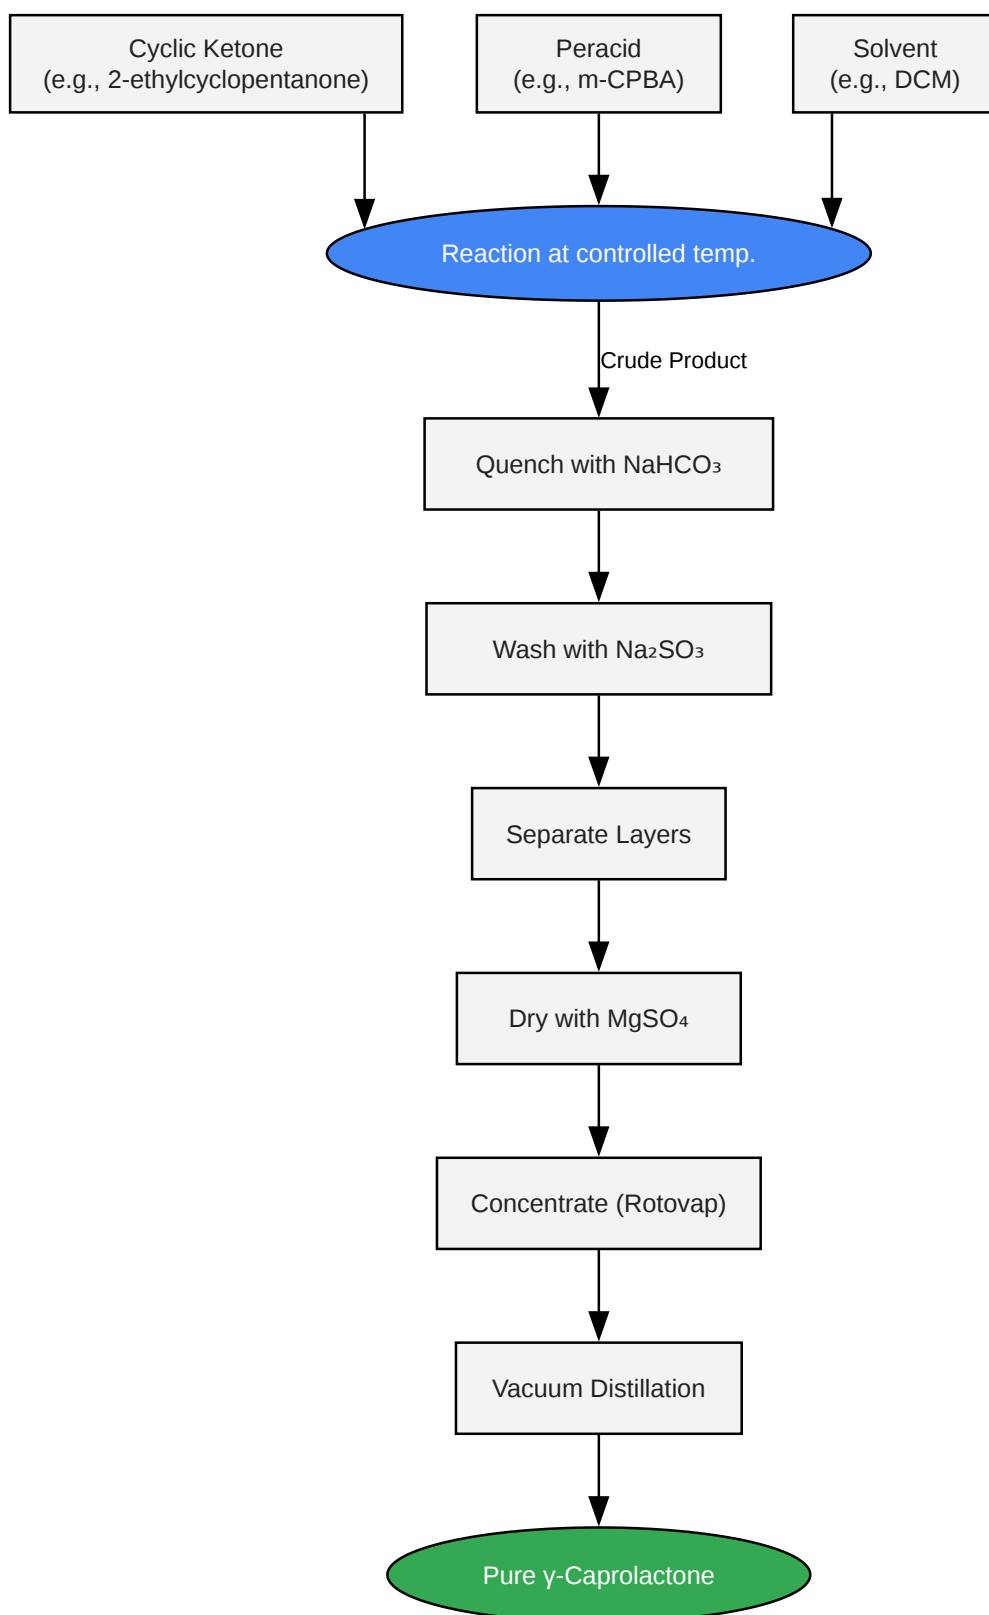 Cyclic Ketone
(e.g., 2-ethylcyclopentanone)
Peracid
(e.g., m-CPBA)
Solvent
(e.g., DCM)
Reaction at controlled temp.
Crude Product
Quench with NaHCO₃
Wash with Na₂SO₃
Separate Layers
Dry with MgSO₄
Concentrate (Rotovap)
Vacuum Distillation
Pure γ-Caprolactone